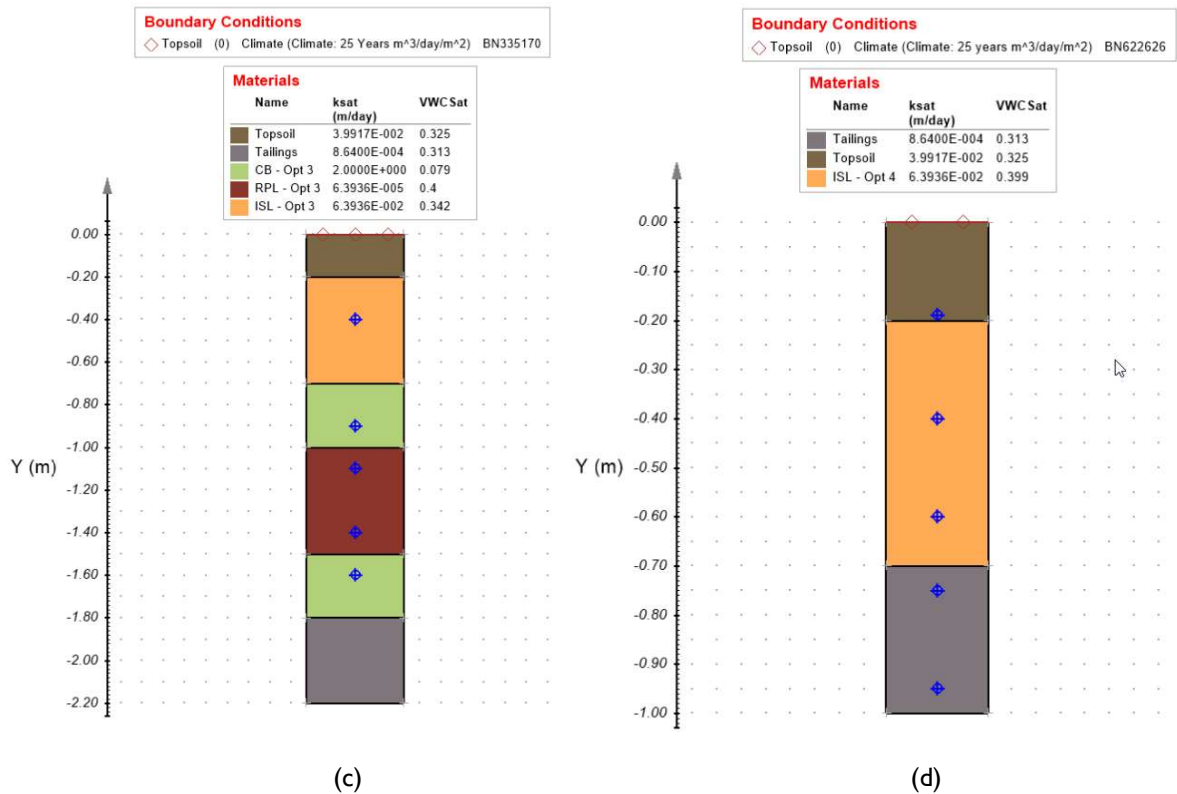 Boundary Conditions
Topsoil (0) Climate (Climate: 25 Years m^3/day/m^2) BN335170
Materials
Name ksat VWC Sat
(m/day)
Topsoil 3.9917E-002 0.325
Tailings 8.6400E-004 0.313
CB - Opt 3 2.0000E+000 0.079
RPL - Opt 3 6.3936E-005 0.4
ISL - Opt 3 6.3936E-002 0.342
0.00
-0.20
-0.40
-0.60
-0.80
-1.00
Y (m)
-1.20
-1.40
-1.60
-1.80
-2.00
-2.20
(c)
Boundary Conditions
Topsoil (0) Climate (Climate: 25 years m^3/day/m^2) BN622626
Materials
Name ksat VWC Sat
(m/day)
Tailings 8.6400E-004 0.313
Topsoil 3.9917E-002 0.325
ISL - Opt 4 6.3936E-002 0.399
0.00
-0.10
-0.20
-0.30
-0.40
Y (m)
-0.50
-0.60
-0.70
-0.80
-0.90
-1.00
(d)